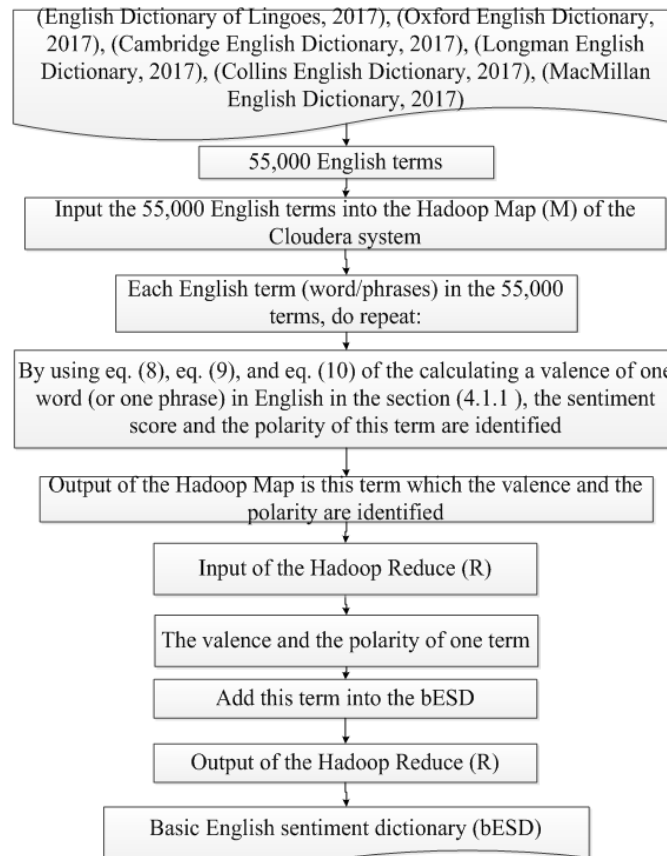 (English Dictionary of Lingoes, 2017), (Oxford English Dictionary,
2017), (Cambridge English Dictionary, 2017), (Longman English
Dictionary, 2017), (Collins English Dictionary, 2017), (MacMillan
English Dictionary, 2017)
55,000 English terms
Input the 55,000 English terms into the Hadoop Map (M) of the
Cloudera system
Each English term (word/phrases) in the 55,000
terms, do repeat:
By using eq. (8), eq. (9), and eq. (10) of the calculating a valence of one
word (or one phrase) in English in the section (4.1.1 ), the sentiment
score and the polarity of this term are identified
Output of the Hadoop Map is this term which the valence and the
polarity are identified
Input of the Hadoop Reduce (R)
The valence and the polarity of one term
Add this term into the bESD
Output of the Hadoop Reduce (R)
Basic English sentiment dictionary (bESD)